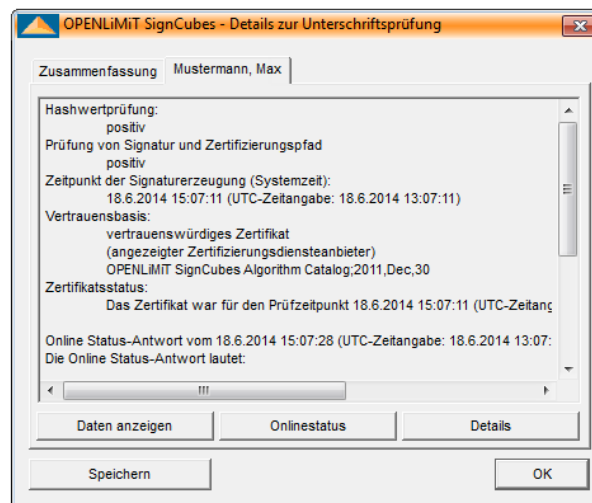 OPENLiMiT SignCubes - Details zur Unterschriftsprüfung
Zusammenfassung
Mustermann, Max
Hashwertprüfung:
positiv
Prüfung von Signatur und Zertifizierungspfad
positiv
Zeitpunkt der Signaturerzeugung (Systemzeit):
18.6.2014 15:07:11 (UTC-Zeitangabe: 18.6.2014 13:07:11)
Vertrauensbasis:
vertrauenswürdiges Zertifikat
(angezeigter Zertifizierungsdiensteanbieter)
OPENLiMiT SignCubes Algorithm Catalog;2011,Dec,30
Zertifikatsstatus:
Das Zertifikat war für den Prüfzeitpunkt 18.6.2014 15:07:11 (UTC-Zeitang
Online Status-Antwort vom 18.6.2014 15:07:28 (UTC-Zeitangabe: 18.6.2014 13:07:
Die Online Status-Antwort lautet:
Daten anzeigen
Onlinestatus
Details
Speichern
OK